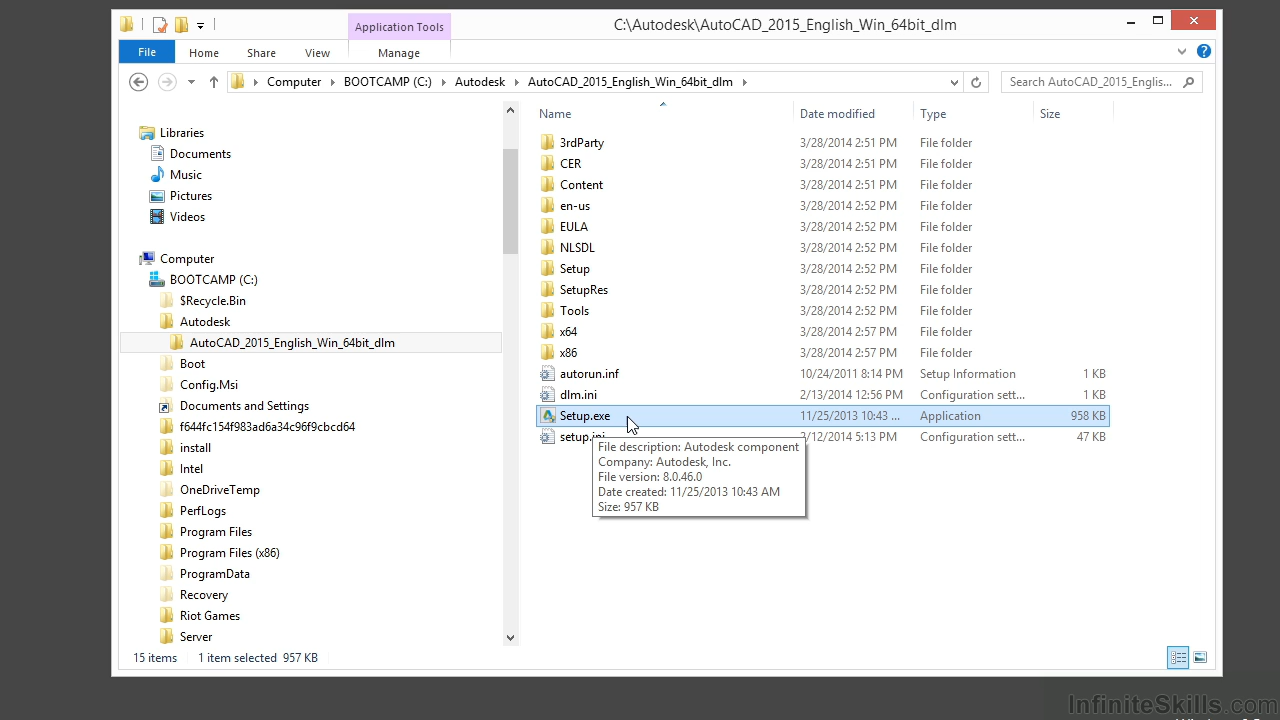 Application Tools
C:\Autodesk\AutoCAD_2015_English_Win_64bit_dlm
File Home Share View Manage
Computer BOOTCAMP (C:) Autodesk AutoCAD_2015_English_Win_64bit_dlm
Search AutoCAD_2015_Englis...
Libraries
Documents
Music
Pictures
Videos
Computer
BOOTCAMP (C:)
$Recycle.Bin
Autodesk
AutoCAD_2015_English_Win_64bit_dlm
Boot
Config.Msi
Documents and Settings
f644fc154f983ad6a34c96f9cbcd64
install
Intel
OneDriveTemp
PerfLogs
Program Files
Program Files (x86)
ProgramData
Recovery
Riot Games
Server
Name Date modified Type Size
3rdParty 3/28/2014 2:51 PM File folder
CER 3/28/2014 2:51 PM File folder
Content 3/28/2014 2:51 PM File folder
en-us 3/28/2014 2:52 PM File folder
EULA 3/28/2014 2:52 PM File folder
NLSDL 3/28/2014 2:52 PM File folder
Setup 3/28/2014 2:52 PM File folder
SetupRes 3/28/2014 2:52 PM File folder
Tools 3/28/2014 2:52 PM File folder
x64 3/28/2014 2:57 PM File folder
x86 3/28/2014 2:57 PM File folder
autorun.inf 10/24/2011 8:14 PM Setup Information 1 KB
dlm.ini 2/13/2014 12:56 PM Configuration sett... 1 KB
Setup.exe 11/25/2013 10:43 ... Application 958 KB
setup.ini 2/12/2014 5:13 PM Configuration sett... 47 KB
File description: Autodesk component
Company: Autodesk, Inc.
File version: 8.0.46.0
Date created: 11/25/2013 10:43 AM
Size: 957 KB
15 items 1 item selected 957 KB
InfiniteSkills.com